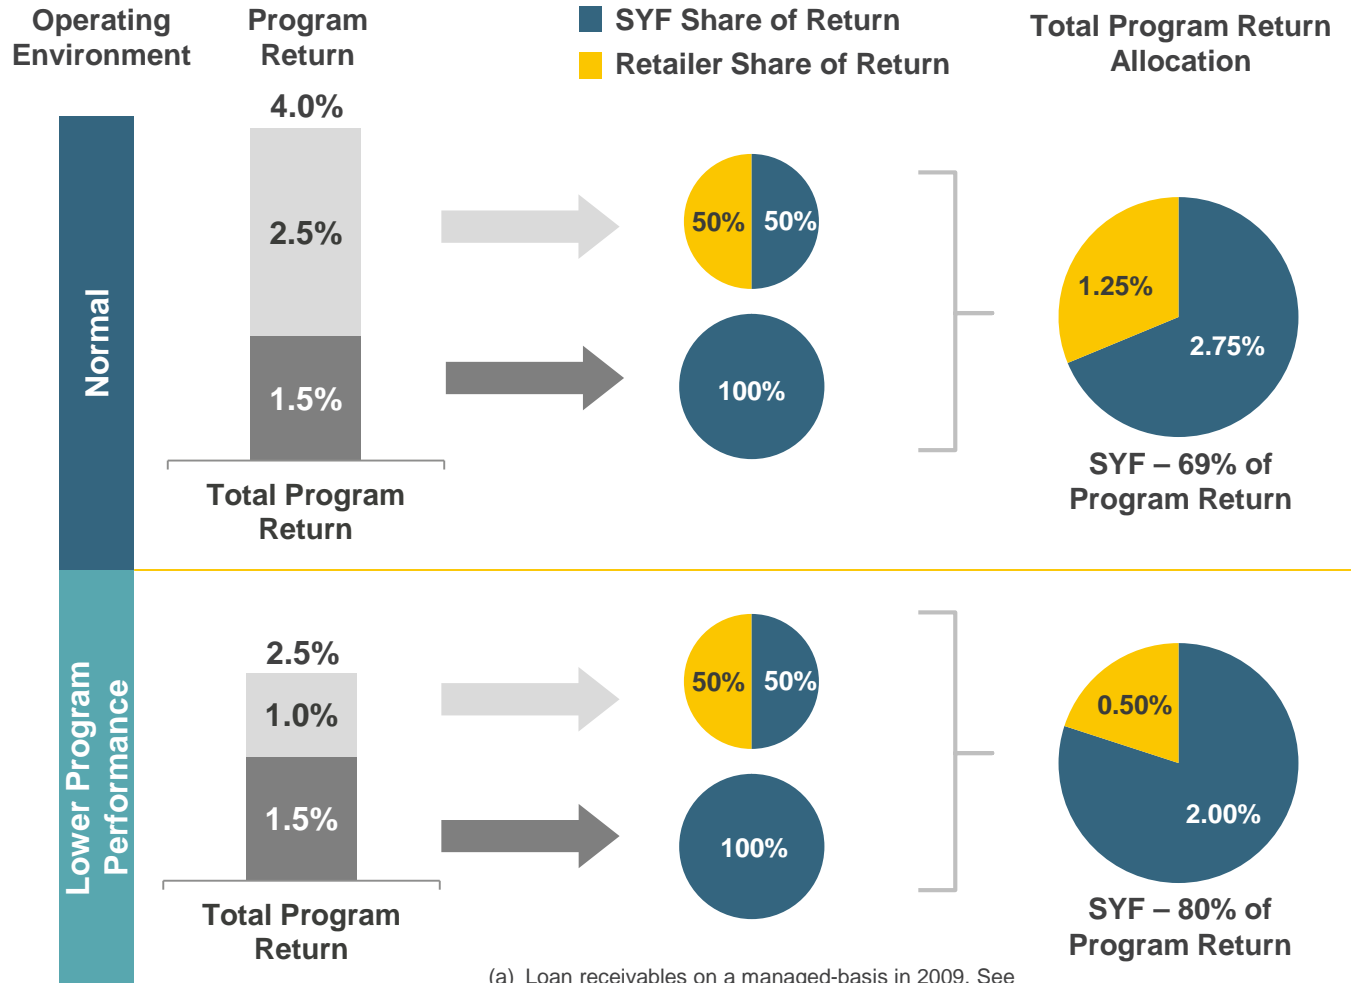 Operating
Environment
Program
Return
SYF Share of Return
Retailer Share of Return
Total Program Return
Allocation
Normal
4.0%
2.5%
1.5%
Total Program
Return
50%
50%
100%
1.25%
2.75%
SYF – 69% of
Program Return
Lower Program
Performance
2.5%
1.0%
1.5%
Total Program
Return
50%
50%
100%
0.50%
2.00%
SYF – 80% of
Program Return
(a) Loan receivables on a managed-basis in 2009. See